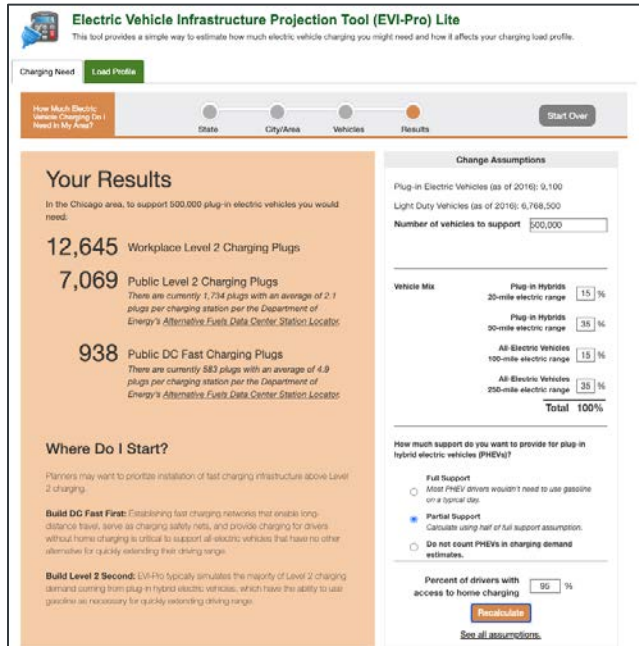 Electric Vehicle Infrastructure Projection Tool (EVI-Pro) Lite
This tool provides a simple way to estimate how much electric vehicle charging you might need and how it affects your charging load profile.
Charging Need
Load Profile
How Much Electric
Vehicle Charging Do I
Need In My Area?
State
City/Area
Vehicles
Results
Start Over
Your Results
In the Chicago area, to support 500,000 plug-in electric vehicles you would
need:
12,645 Workplace Level 2 Charging Plugs
7,069 Public Level 2 Charging Plugs
There are currently 1,734 plugs with an average of 2.1
plugs per charging station per the Department of
Energy's Alternative Fuels Data Center Station Locator.
938 Public DC Fast Charging Plugs
There are currently 583 plugs with an average of 4.9
plugs per charging station per the Department of
Energy's Alternative Fuels Data Center Station Locator.
Where Do I Start?
Planners may want to prioritize installation of fast charging infrastructure above Level
2 charging.
Build DC Fast First: Establishing fast charging networks that enable long-
distance travel, serve as charging safety nets, and provide charging for drivers
without home charging is critical to support all-electric vehicles that have no other
alternative for quickly extending their driving range.
Build Level 2 Second: EVI-Pro typically simulates the majority of Level 2 charging
demand coming from plug-in hybrid electric vehicles, which have the ability to use
gasoline as necessary for quickly extending driving range.
Change Assumptions
Plug-in Electric Vehicles (as of 2016): 9,100
Light Duty Vehicles (as of 2016): 6,768,500
Number of vehicles to support 500,000
Vehicle Mix
Plug-in Hybrids
20-mile electric range 15 %
Plug-in Hybrids
50-mile electric range 35 %
All-Electric Vehicles
100-mile electric range 15 %
All-Electric Vehicles
250-mile electric range 35 %
Total 100%
How much support do you want to provide for plug-in
hybrid electric vehicles (PHEVs)?
Full Support
Most PHEV drivers wouldn't need to use gasoline
on a typical day.
Partial Support
Calculate using half of full support assumption.
Do not count PHEVs in charging demand
estimates.
Percent of drivers with
access to home charging 95 %
Recalculate
See all assumptions.